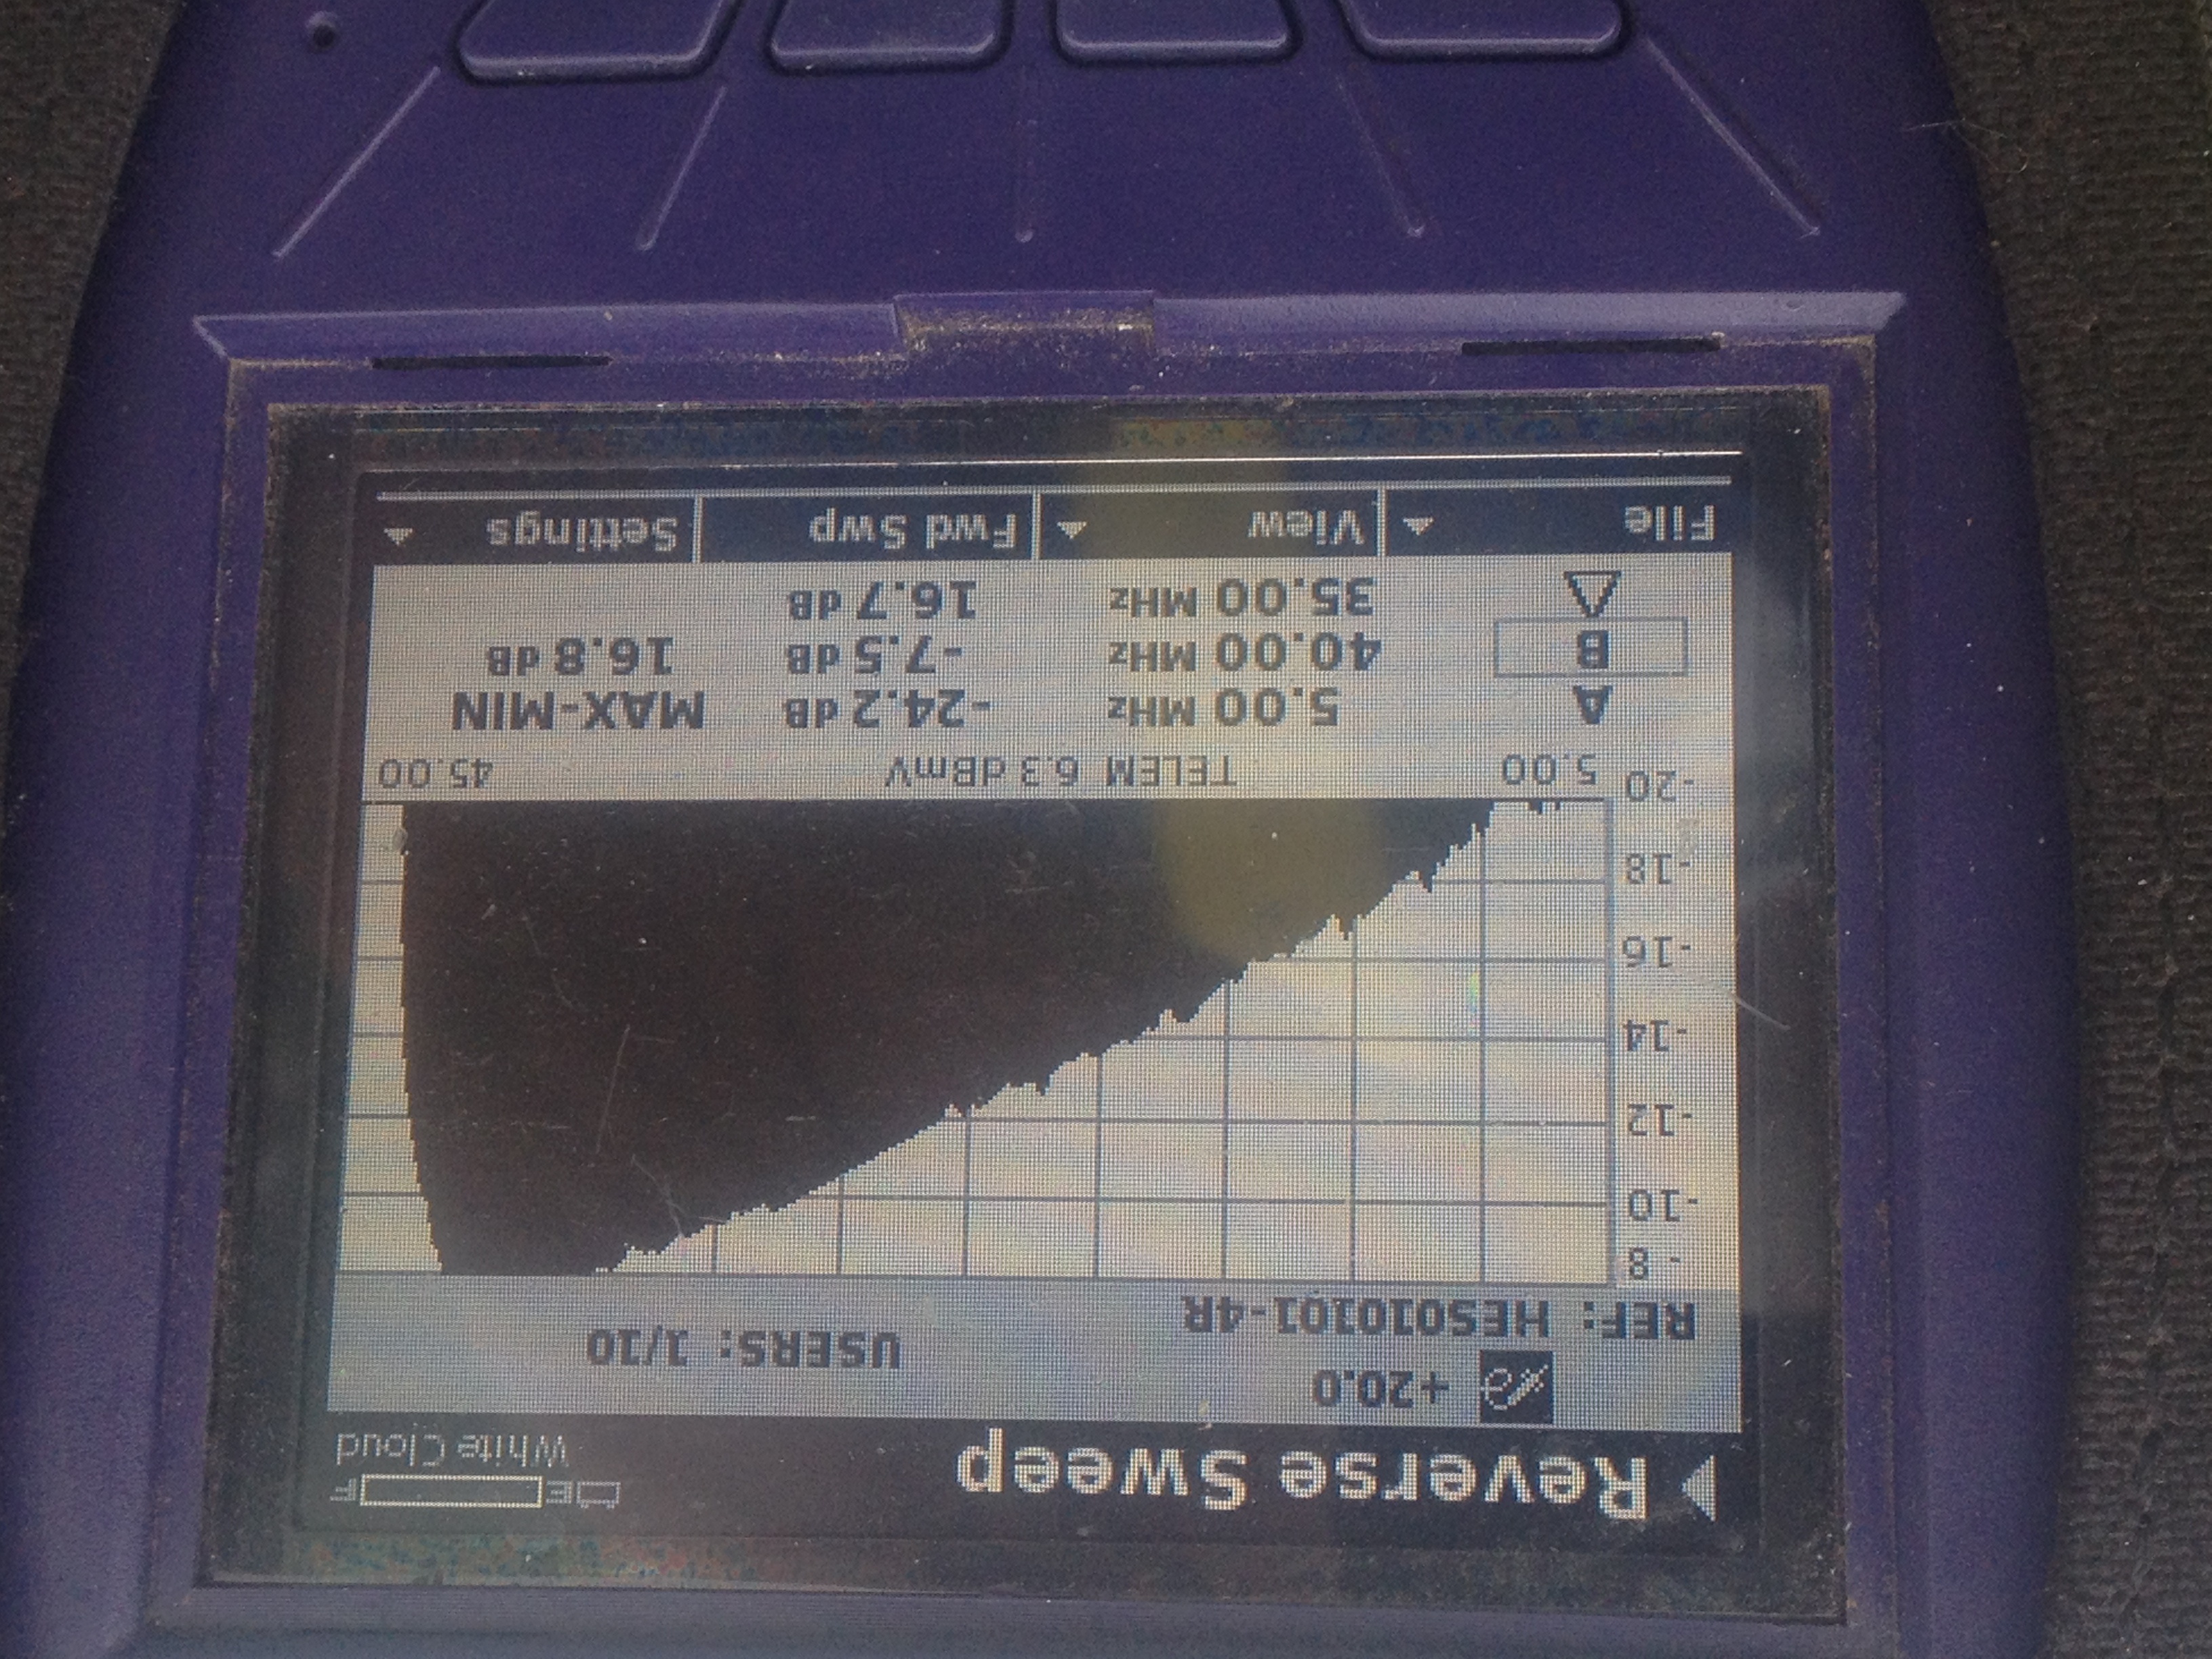 Reverse Sweep
E F
White Cloud
+20.0
USERS: 1/10
REF: HES010101-4R
-8
-10
-12
-14
-16
-18
-20
5.00 TELEM 6.3 dBmV 45.00
A 5.00 MHz -24.2 dB MAX-MIN
B 40.00 MHz -7.5 dB 16.8 dB
35.00 MHz 16.7 dB
File View Fwd Swp Settings